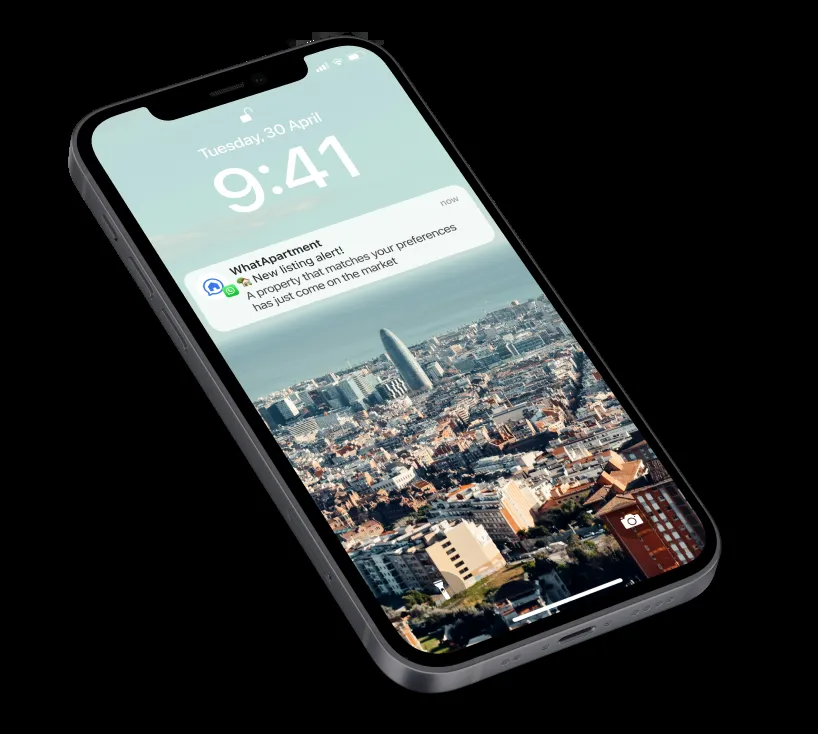 Tuesday, 30 April
9:41
now
WhatApartment
🏡 New listing alert!
A property that matches your preferences
has just come on the market